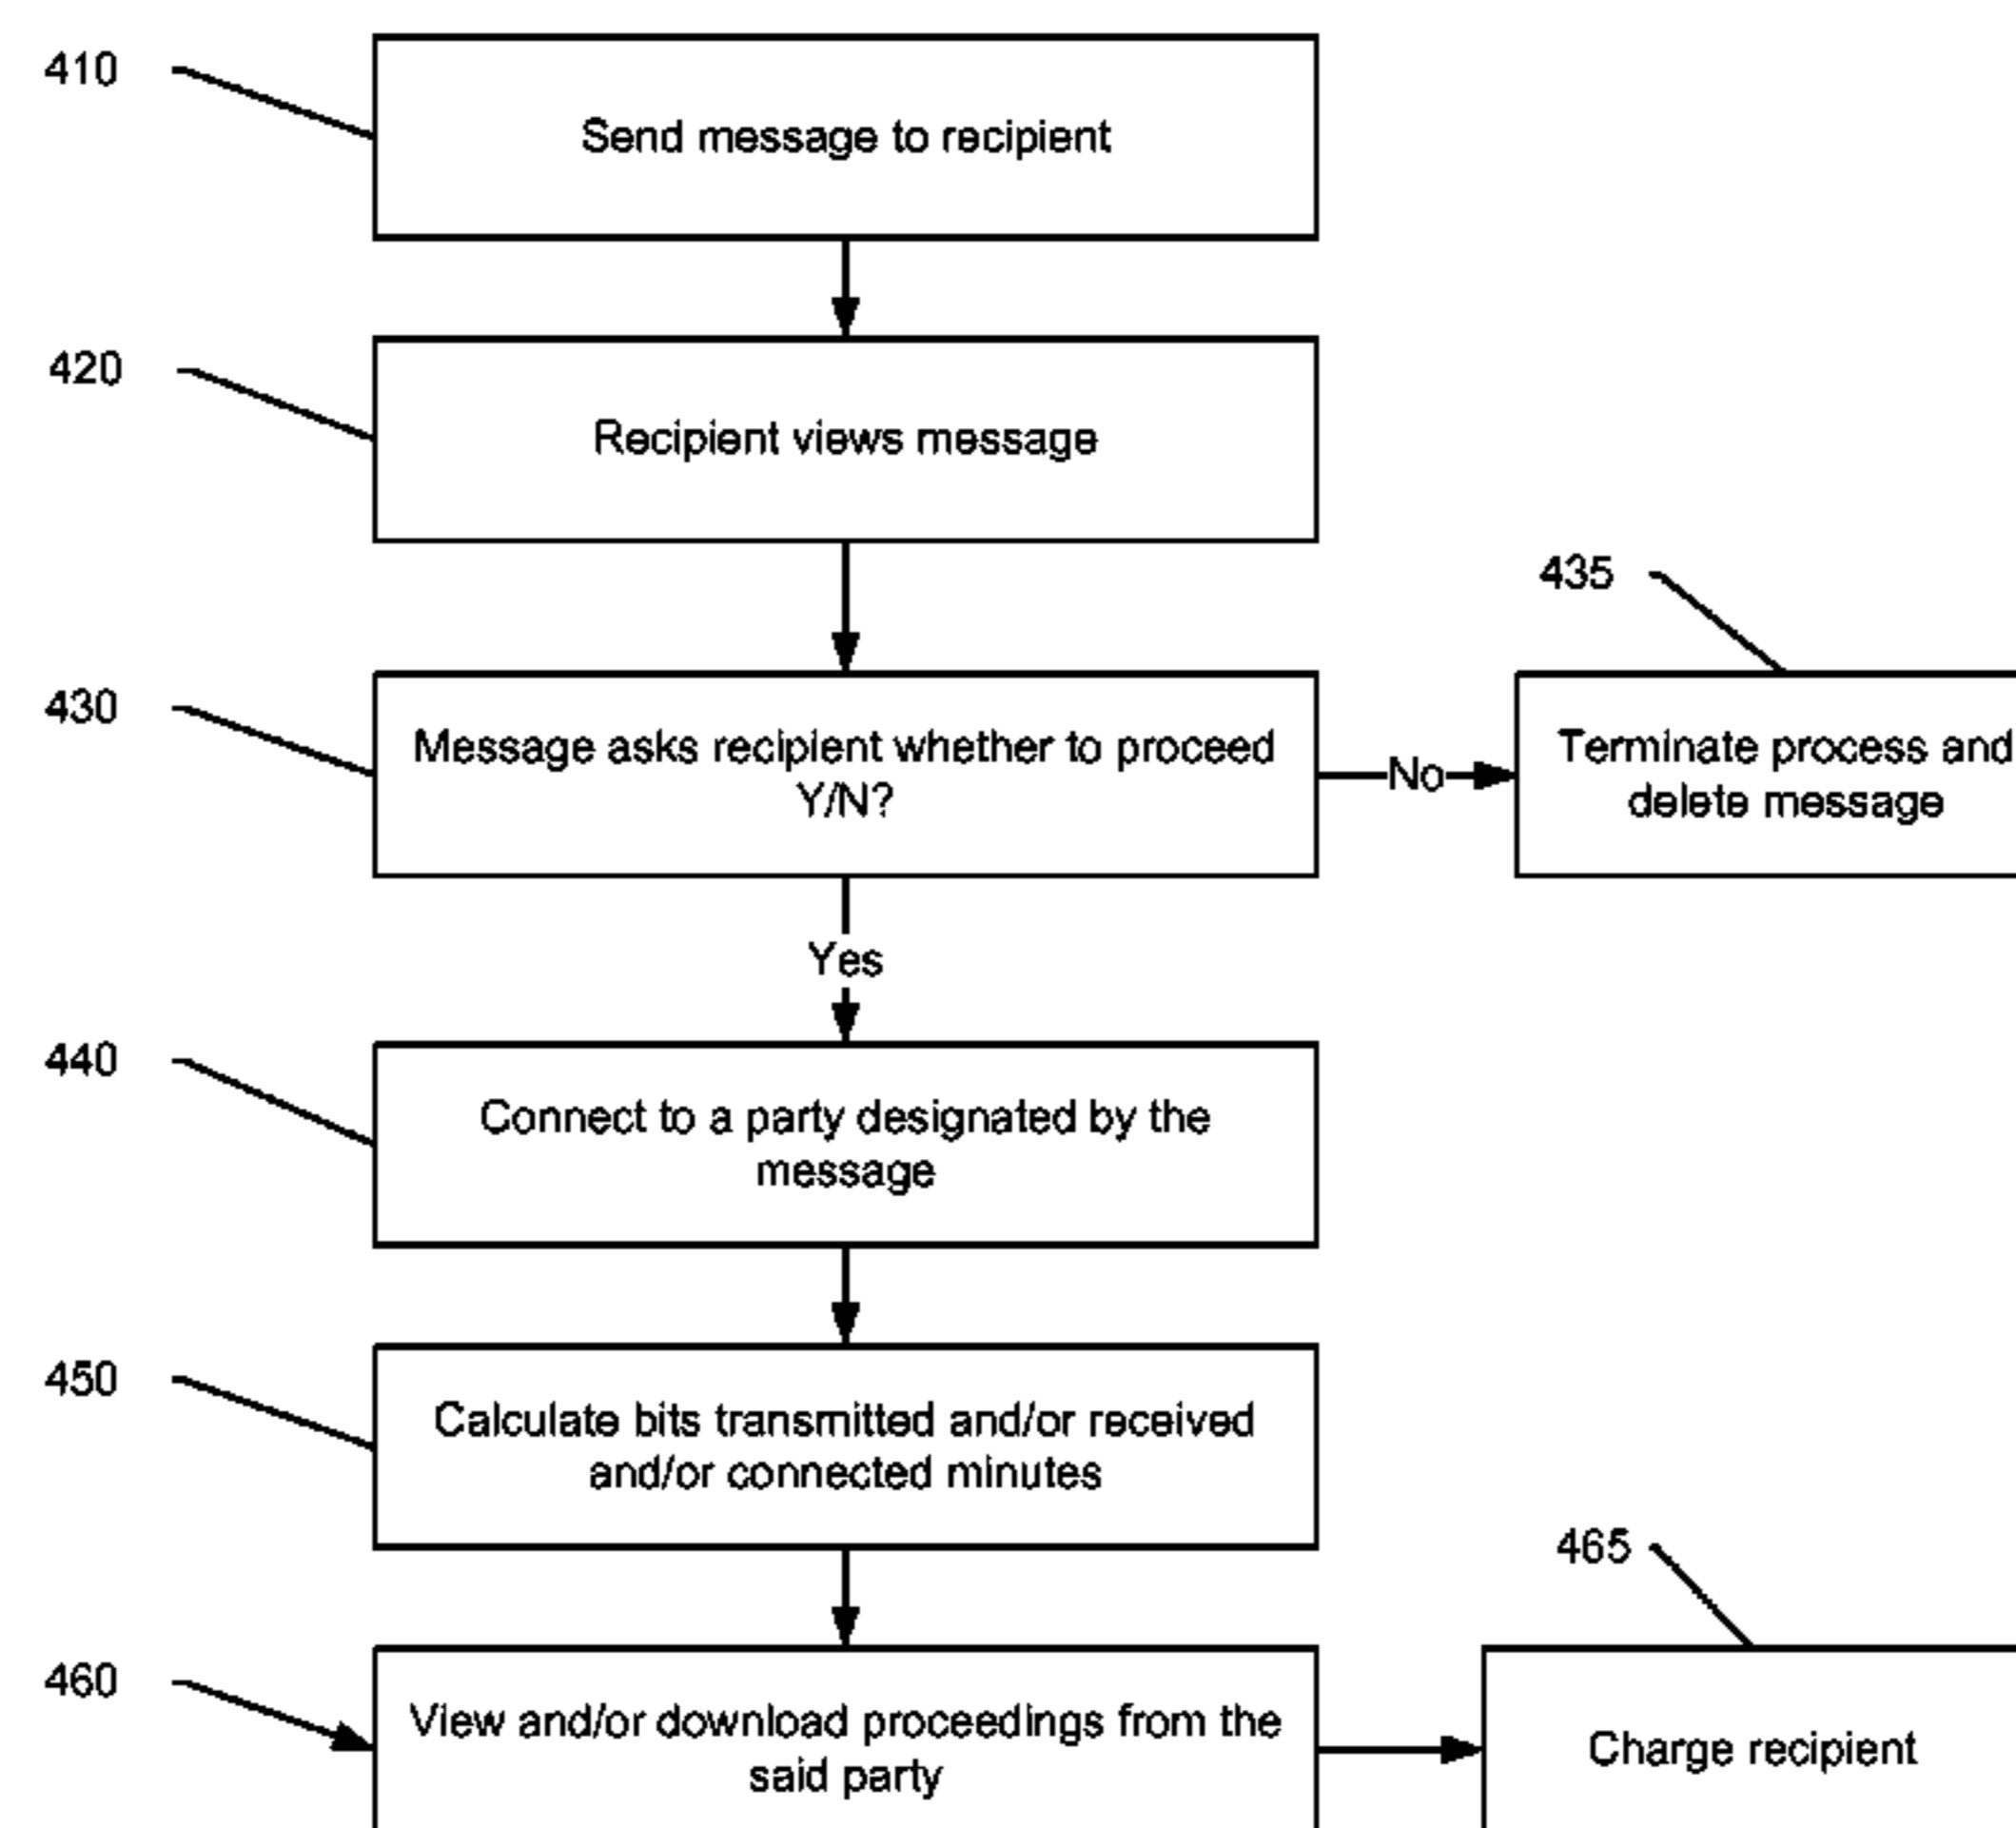 410
Send message to recipient
420
Recipient views message
435
430
Message asks recipient whether to proceed
Y/N?
No
Terminate process and
delete message
Yes
440
Connect to a party designated by the
message
450
Calculate bits transmitted and/or received
and/or connected minutes
465
460
View and/or download proceedings from the
said party
Charge recipient